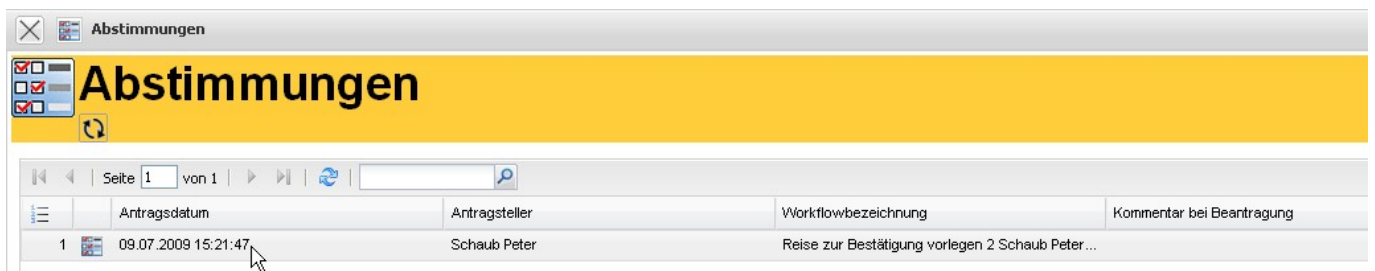 Abstimmungen
Abstimmungen
Seite 1 von 1
Antragsdatum Antragsteller Workflowbezeichnung Kommentar bei Beantragung
1 09.07.2009 15:21:47 Schaub Peter Reise zur Bestätigung vorlegen 2 Schaub Peter...